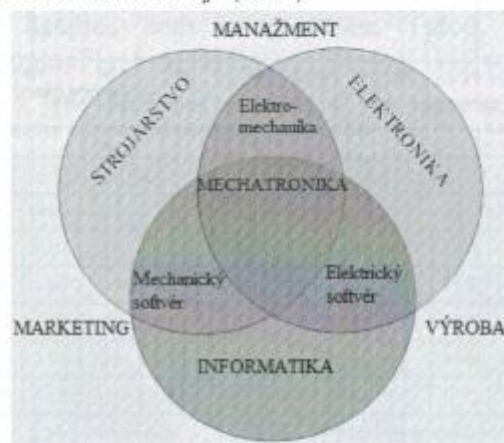 MANAŽMENT
STROJÁRSTVO
Elektro-
mechanika
ELEKTRONIKA
MECHATRONIKA
Mechanický
softvér
Elektrický
softvér
MARKETING
VÝROBA
INFORMATIKA